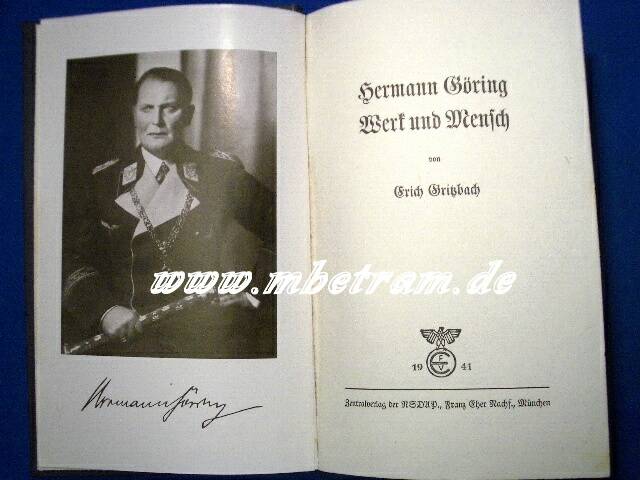 Hermann Göring
Hermann Göring
Werk und Mensch
von
Erich Gritzbach
www.mbetram.de
19 41
Zentralverlag der NSDAP., Franz Eher Nachf., München